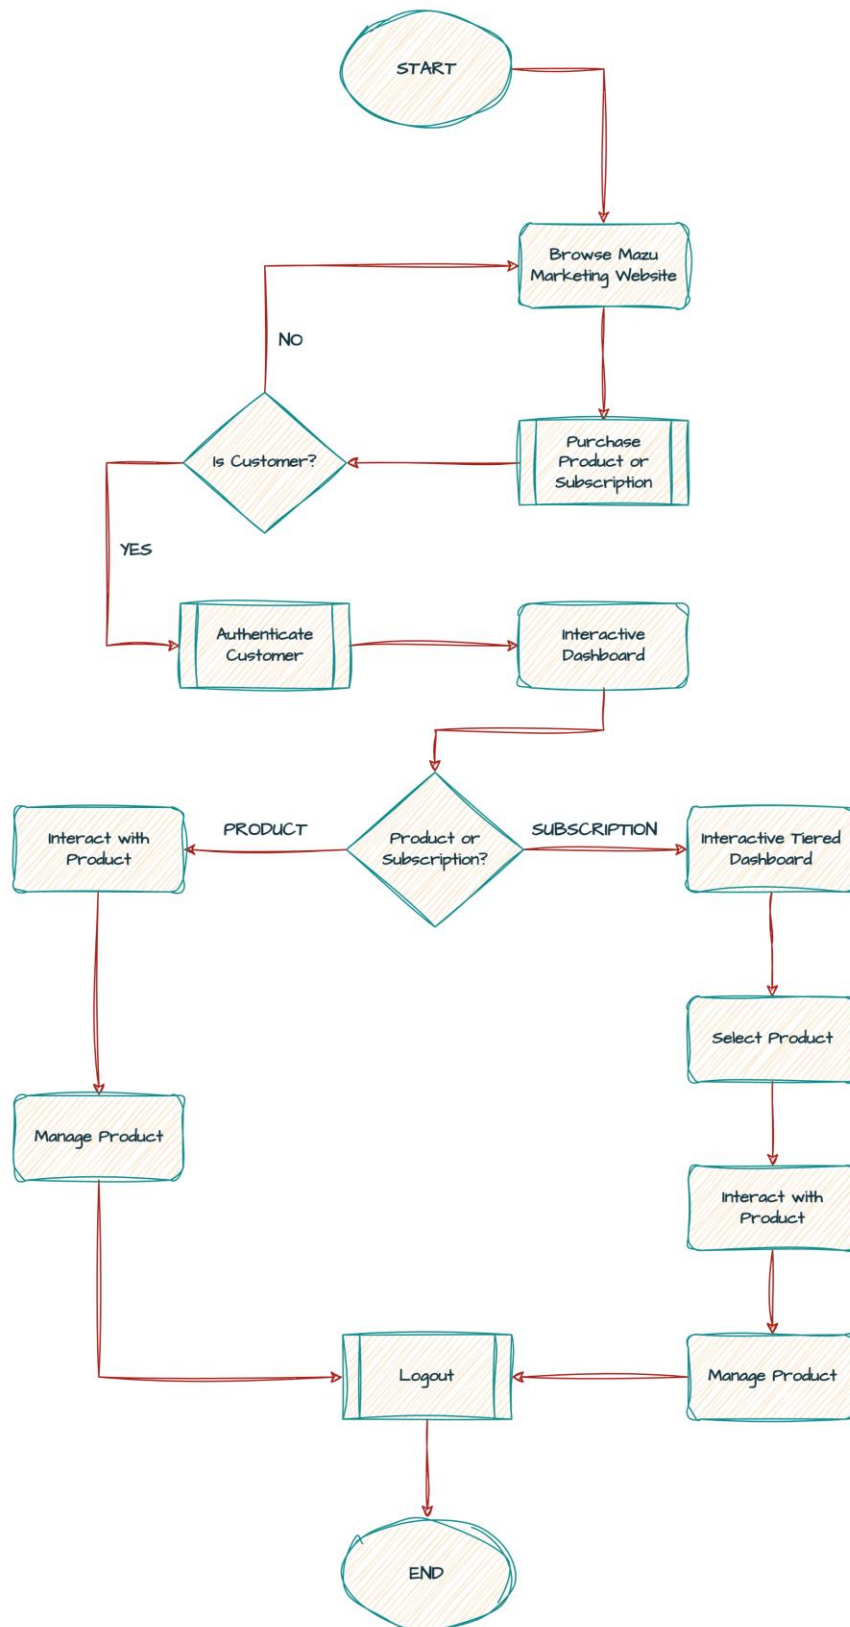 START
Browse Mazu
Marketing Website
NO
Is Customer?
Purchase
Product or
Subscription
YES
Authenticate
Customer
Interactive
Dashboard
Interact with
Product
PRODUCT
Product or
Subscription?
SUBSCRIPTION
Interactive Tiered
Dashboard
Select Product
Manage Product
Interact with
Product
Logout
Manage Product
END